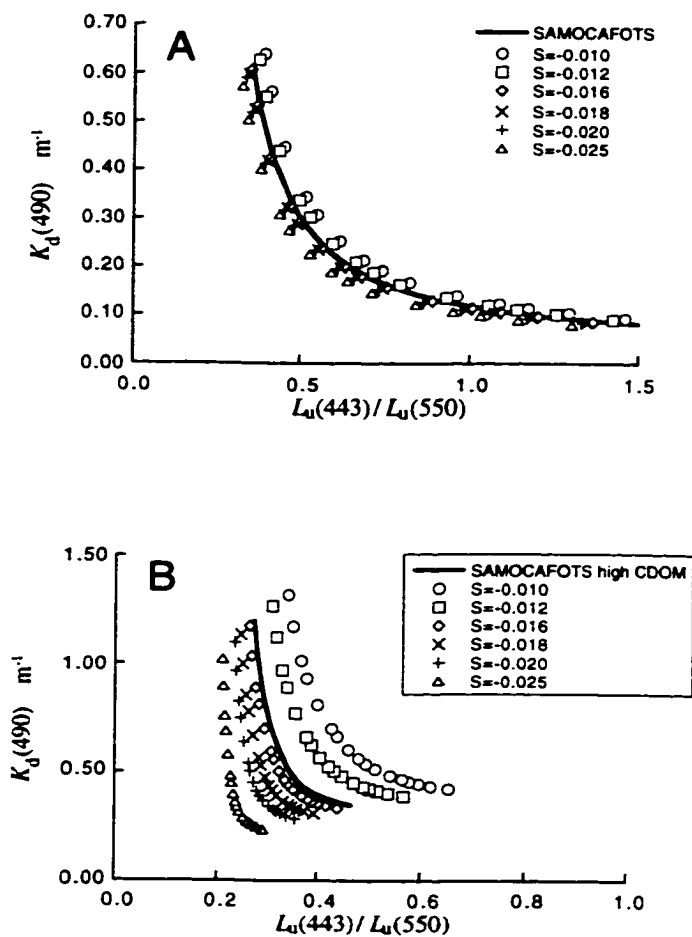 A
SAMOCAFOTS
S=-0.010
S=-0.012
S=-0.016
S=-0.018
S=-0.020
S=-0.025
0.70
0.60
0.50
0.40
0.30
0.20
0.10
0.00
Kd(490) m-1
0.0 0.5 1.0 1.5
Lu(443)/Lu(550)
B
SAMOCAFOTS high CDOM
S=-0.010
S=-0.012
S=-0.016
S=-0.018
S=-0.020
S=-0.025
1.50
1.00
0.50
0.00
Kd(490) m-1
0.0 0.2 0.4 0.6 0.8 1.0
Lu(443)/Lu(550)